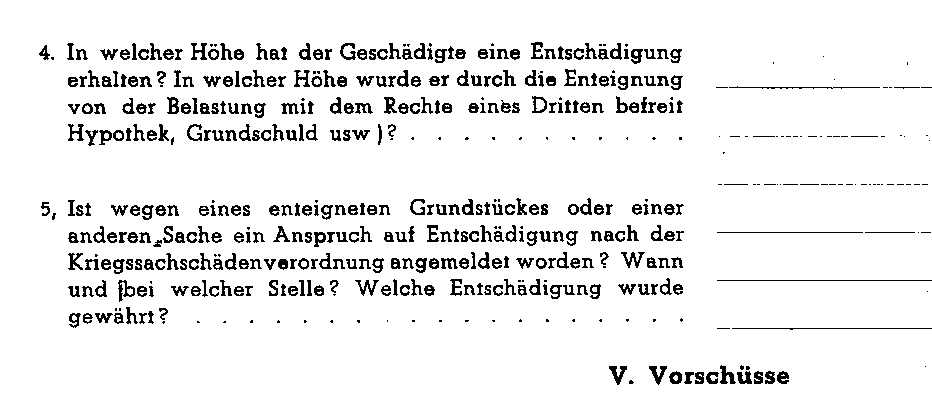 4. In welcher Höhe hat der Geschädigte eine Entschädigung
erhalten? In welcher Höhe wurde er durch die Enteignung
von der Belastung mit dem Rechte eines Dritten befreit
Hypothek, Grundschuld usw )? . . . . . . . . . . .
5, Ist wegen eines enteigneten Grundstückes oder einer
anderen Sache ein Anspruch auf Entschädigung nach der
Kriegssachschädenverordnung angemeldet worden? Wann
und bei welcher Stelle? Welche Entschädigung wurde
gewährt? . . . . . . . . . . . . . . . . . . .
V. Vorschüsse